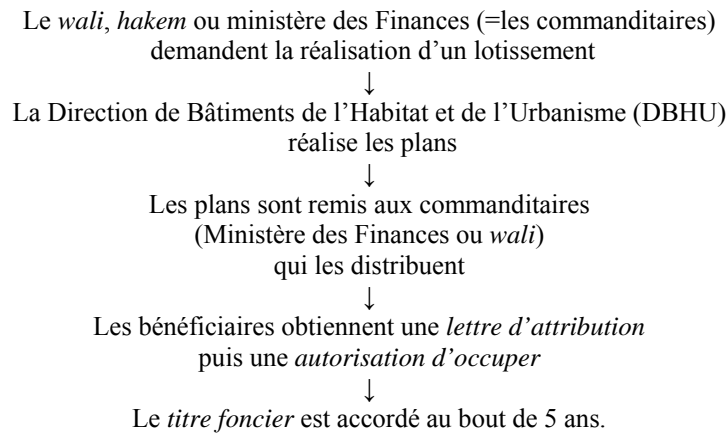 Le wali, hakem ou ministère des Finances (=les commanditaires)
demandent la réalisation d’un lotissement
↓
La Direction de Bâtiments de l’Habitat et de l’Urbanisme (DBHU)
réalise les plans
↓
Les plans sont remis aux commanditaires
(Ministère des Finances ou wali)
qui les distribuent
↓
Les bénéficiaires obtiennent une lettre d’attribution
puis une autorisation d’occuper
↓
Le titre foncier est accordé au bout de 5 ans.